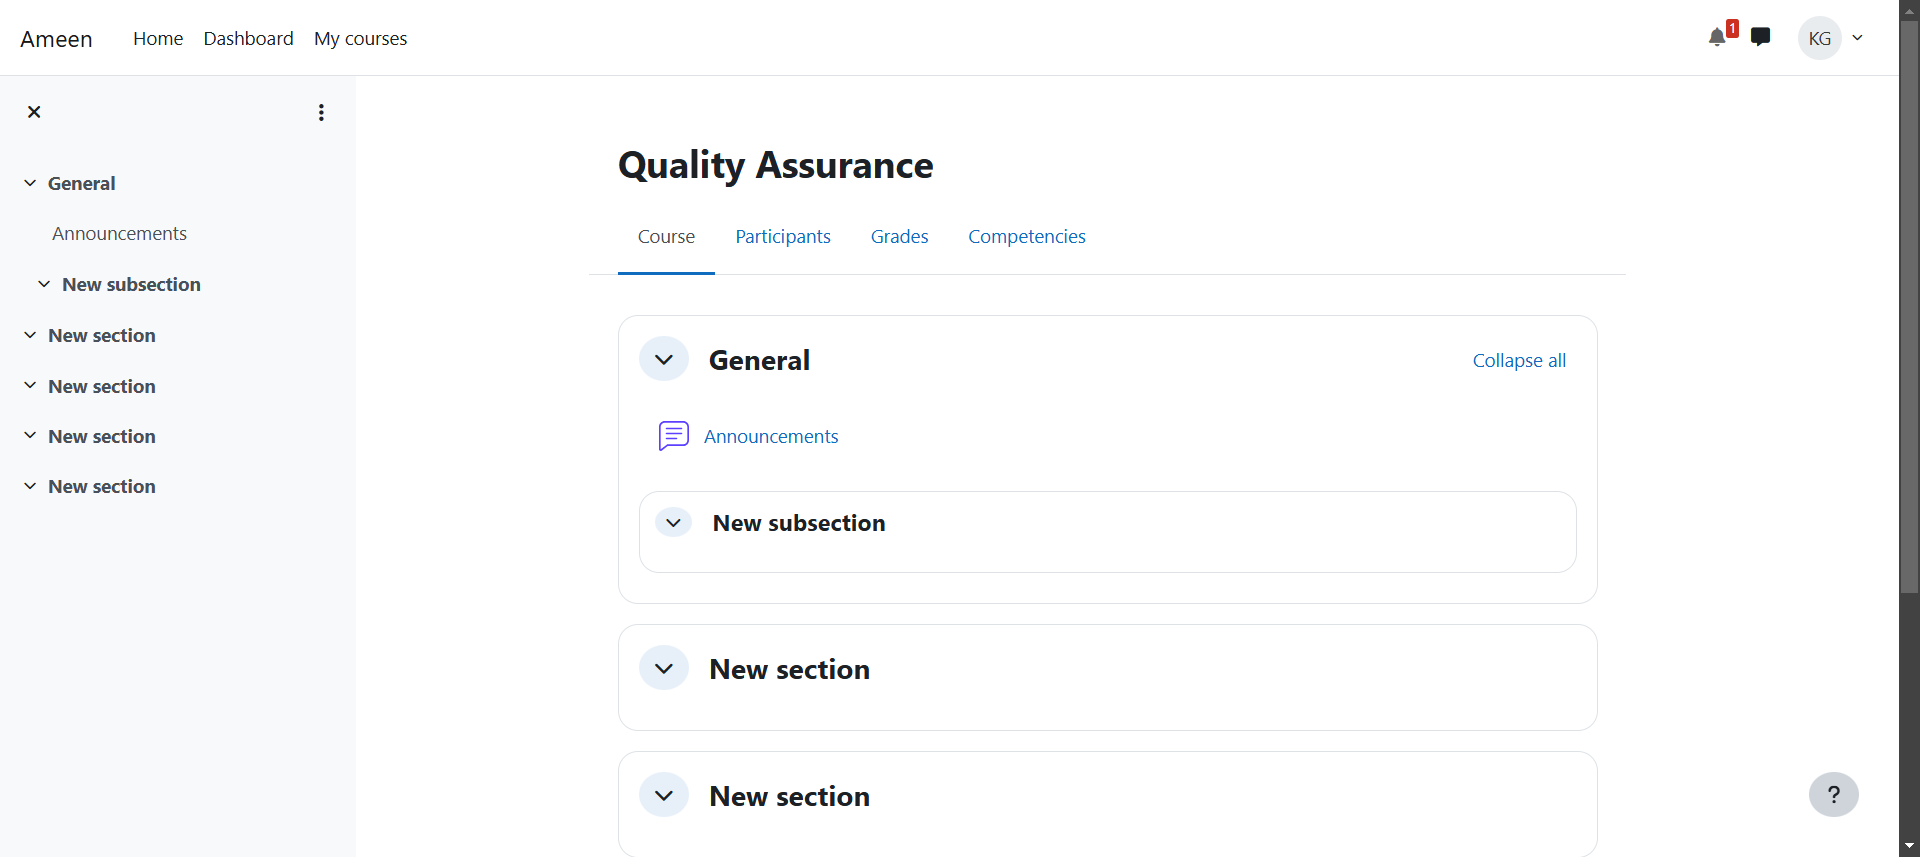 Ameen Home Dashboard My courses 1 KG
General
Announcements
New subsection
New section
New section
New section
New section
Quality Assurance
Course Participants Grades Competencies
General Collapse all
Announcements
New subsection
New section
New section
?